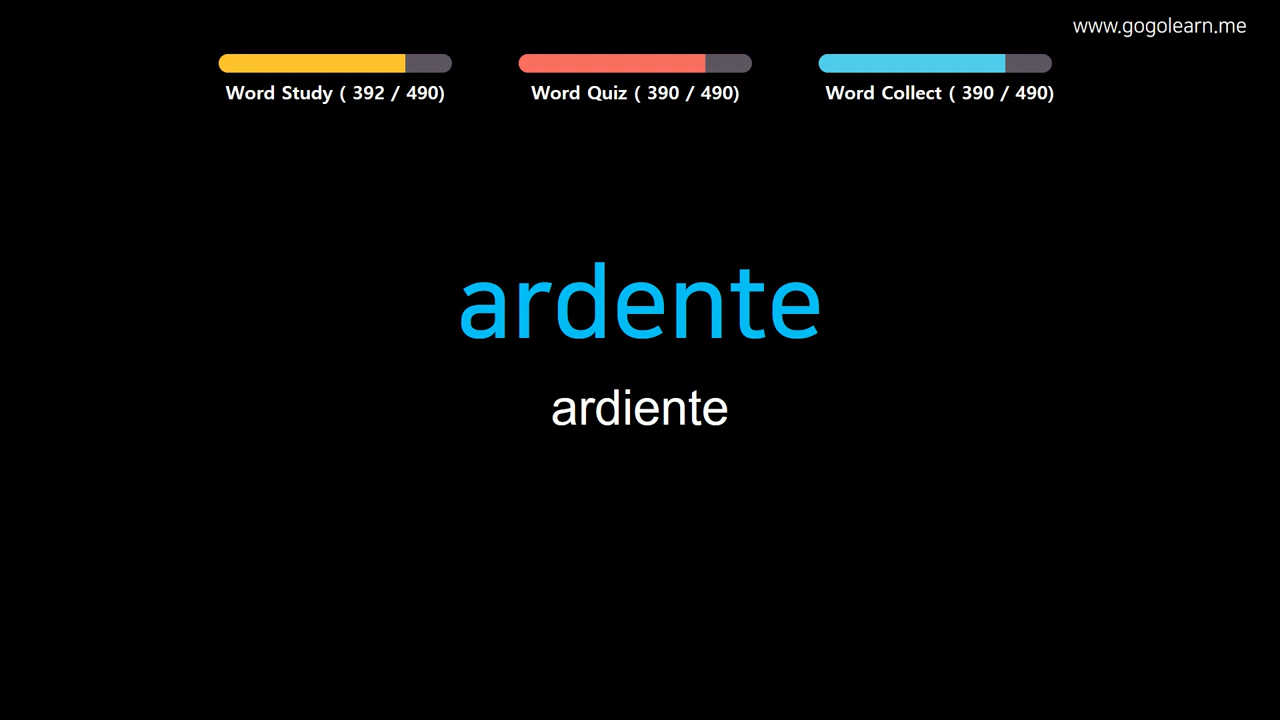 www.gogolearn.me
Word Study ( 392 / 490)
Word Quiz ( 390 / 490)
Word Collect ( 390 / 490)
ardente
ardiente